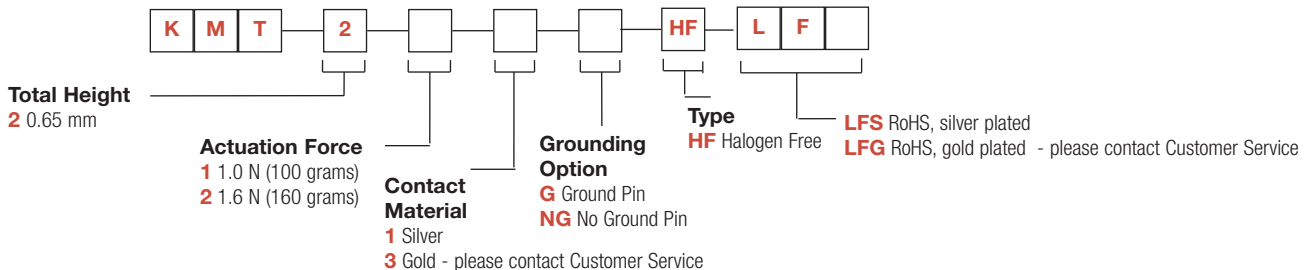 K M T 2 HF L F
Total Height
2 0.65 mm
Actuation Force
1 1.0 N (100 grams)
2 1.6 N (160 grams)
Contact
Material
1 Silver
3 Gold - please contact Customer Service
Grounding
Option
G Ground Pin
NG No Ground Pin
Type
HF Halogen Free
LFS RoHS, silver plated
LFG RoHS, gold plated - please contact Customer Service